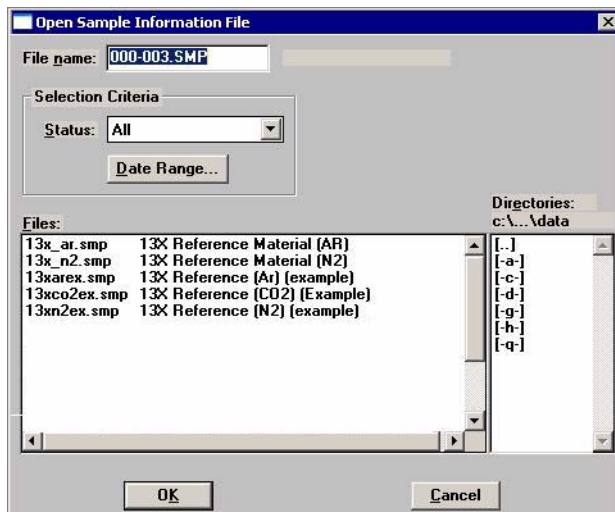 Open Sample Information File
File name: 000-003.SMP
Selection Criteria
Status: All
Date Range...
Directories:
c:\...\data
Files:
13x_ar.smp 13X Reference Material (AR)
13x_n2.smp 13X Reference Material (N2)
13xarex.smp 13X Reference (Ar) (example)
13xco2ex.smp 13X Reference (CO2) (Example)
13xn2ex.smp 13X Reference (N2) (example)
[..]
[-a-]
[-c-]
[-d-]
[-g-]
[-h-]
[-q-]
OK
Cancel